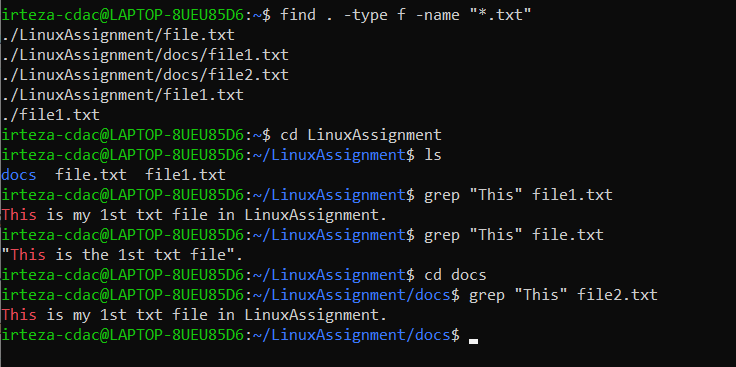 irteza-cdac@LAPTOP-8UEU85D6:~$ find . -type f -name "*.txt"
./LinuxAssignment/file.txt
./LinuxAssignment/docs/file1.txt
./LinuxAssignment/docs/file2.txt
./LinuxAssignment/file1.txt
./file1.txt
irteza-cdac@LAPTOP-8UEU85D6:~$ cd LinuxAssignment
irteza-cdac@LAPTOP-8UEU85D6:~/LinuxAssignment$ ls
docs  file.txt  file1.txt
irteza-cdac@LAPTOP-8UEU85D6:~/LinuxAssignment$ grep "This" file1.txt
This is my 1st txt file in LinuxAssignment.
irteza-cdac@LAPTOP-8UEU85D6:~/LinuxAssignment$ grep "This" file.txt
"This is the 1st txt file".
irteza-cdac@LAPTOP-8UEU85D6:~/LinuxAssignment$ cd docs
irteza-cdac@LAPTOP-8UEU85D6:~/LinuxAssignment/docs$ grep "This" file2.txt
This is my 1st txt file in LinuxAssignment.
irteza-cdac@LAPTOP-8UEU85D6:~/LinuxAssignment/docs$